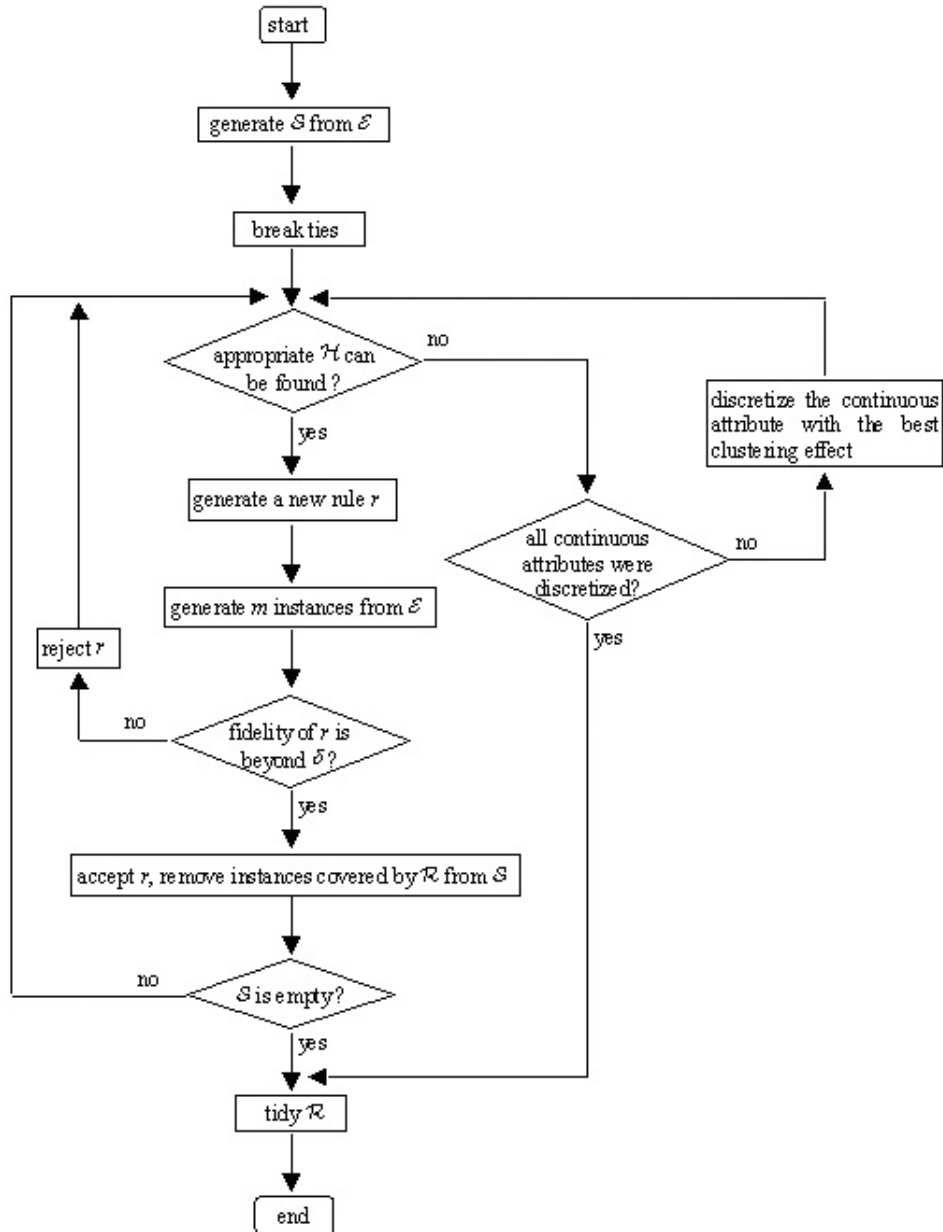 start
generate 𝒮 from ℰ
break ties
appropriate ℋ can
be found?
no
yes
discretize the continuous
attribute with the best
clustering effect
generate a new rule r
all continuous
attributes were
discretized?
no
yes
generate m instances from ℰ
reject r
no
fidelity of r is
beyond δ?
yes
accept r, remove instances covered by ℛ from 𝒮
no
𝒮 is empty?
yes
tidy ℛ
end